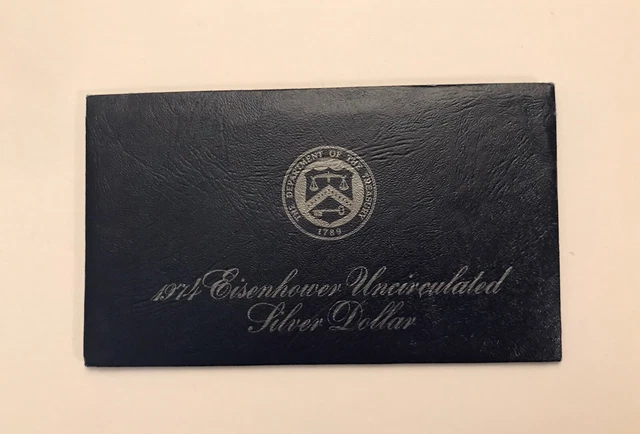 THE DEPARTMENT OF THE TREASURY
1789
1974 Eisenhower Uncirculated
Silver Dollar